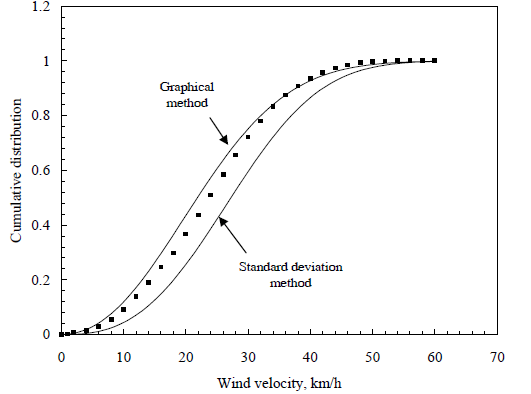 1.2
1
0.8
0.6
0.4
0.2
0
Cumulative distribution
Graphical
method
Standard deviation
method
0 10 20 30 40 50 60 70
Wind velocity, km/h